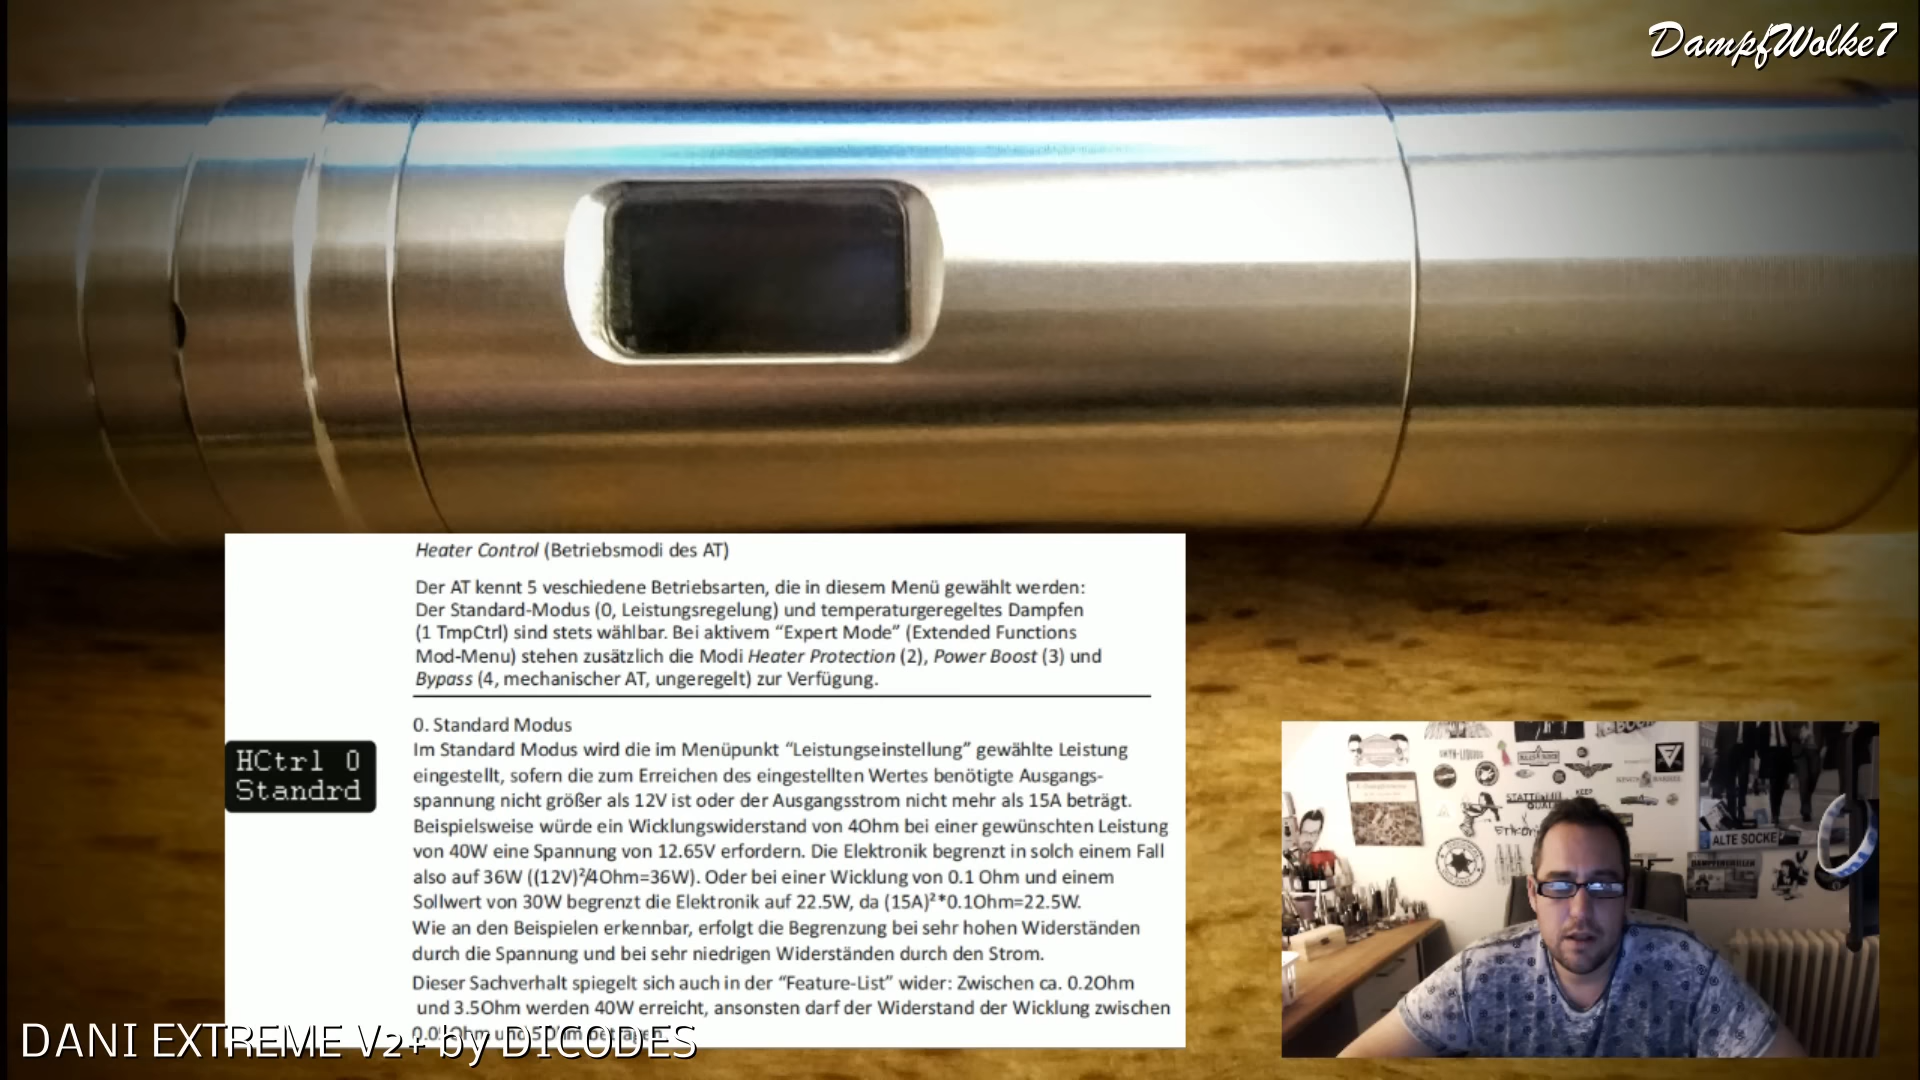 DampfWolke7
Heater Control (Betriebsmodi des AT)
Der AT kennt 5 veschiedene Betriebsarten, die in diesem Menü gewählt werden:
Der Standard-Modus (0, Leistungsregelung) und temperaturgeregeltes Dampfen
(1 TmpCtrl) sind stets wählbar. Bei aktivem “Expert Mode” (Extended Functions
Mod-Menu) stehen zusätzlich die Modi Heater Protection (2), Power Boost (3) und
Bypass (4, mechanischer AT, ungeregelt) zur Verfügung.
0. Standard Modus
Im Standard Modus wird die im Menüpunkt “Leistungseinstellung” gewählte Leistung
eingestellt, sofern die zum Erreichen des eingestellten Wertes benötigte Ausgangs-
spannung nicht größer als 12V ist oder der Ausgangsstrom nicht mehr als 15A beträgt.
Beispielsweise würde ein Wicklungswiderstand von 4Ohm bei einer gewünschten Leistung
von 40W eine Spannung von 12.65V erfordern. Die Elektronik begrenzt in solch einem Fall
also auf 36W ((12V)²/4Ohm=36W). Oder bei einer Wicklung von 0.1 Ohm und einem
Sollwert von 30W begrenzt die Elektronik auf 22.5W, da (15A)²*0.1Ohm=22.5W.
Wie an den Beispielen erkennbar, erfolgt die Begrenzung bei sehr hohen Widerständen
durch die Spannung und bei sehr niedrigen Widerständen durch den Strom.
Dieser Sachverhalt spiegelt sich auch in der “Feature-List” wider: Zwischen ca. 0.2Ohm
und 3.5Ohm werden 40W erreicht, ansonsten darf der Widerstand der Wicklung zwischen
HCtrl 0
Standrd
DANI EXTREME V2+ by DICODES
ALTE SOCKE